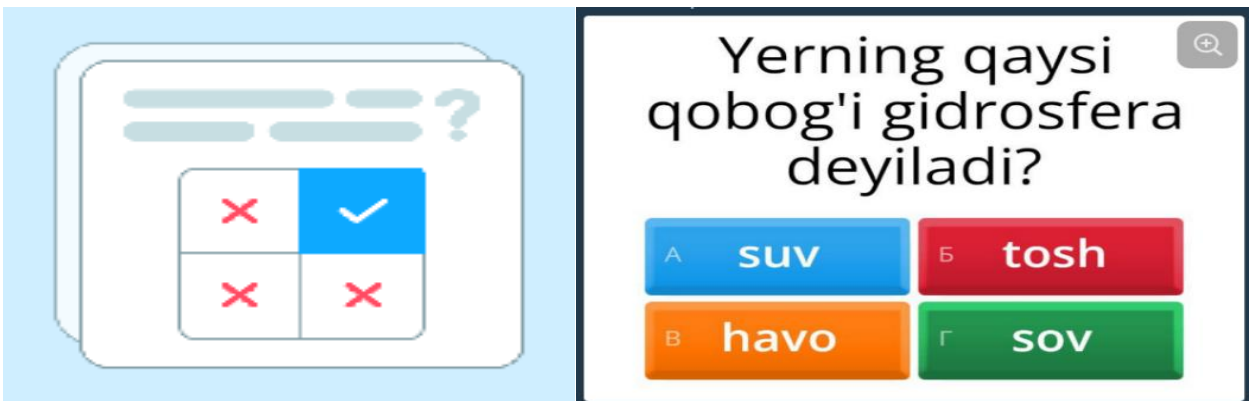 ?
Yerning qaysi
qobog'i gidrosfera
deyiladi?
А suv
Б tosh
В havo
Г sov